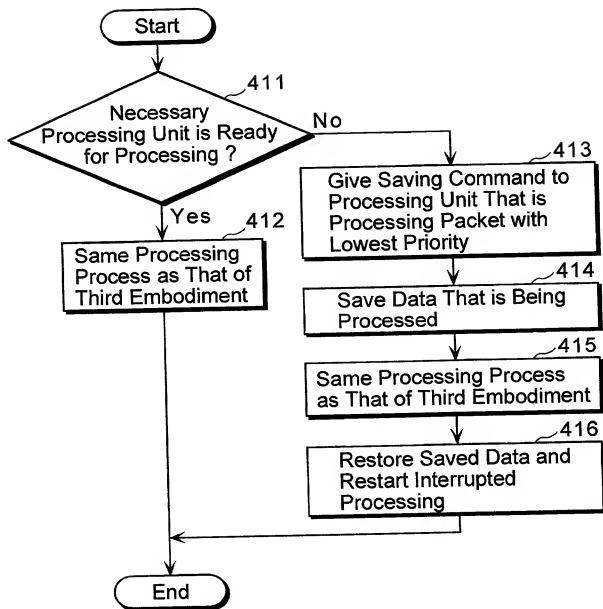 Start
411
Necessary
Processing Unit is Ready
for Processing ?
No
Yes
412
Same Processing
Process as That of
Third Embodiment
413
Give Saving Command to
Processing Unit That is
Processing Packet with
Lowest Priority
414
Save Data That is Being
Processed
415
Same Processing Process
as That of Third Embodiment
416
Restore Saved Data and
Restart Interrupted
Processing
End